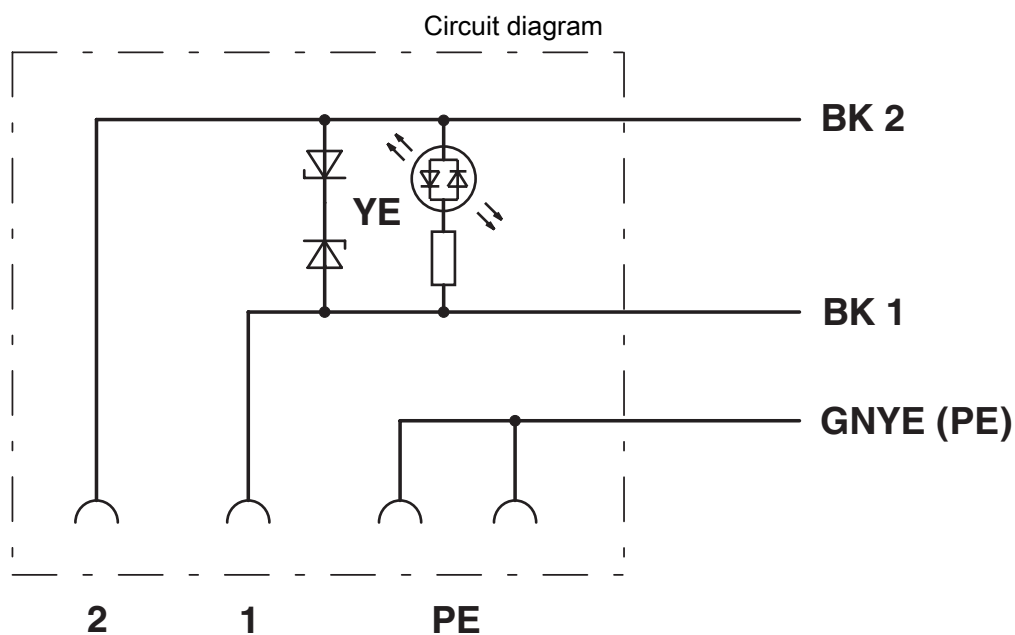 Circuit diagram
BK 2
YE
BK 1
GNYE (PE)
2 1 PE